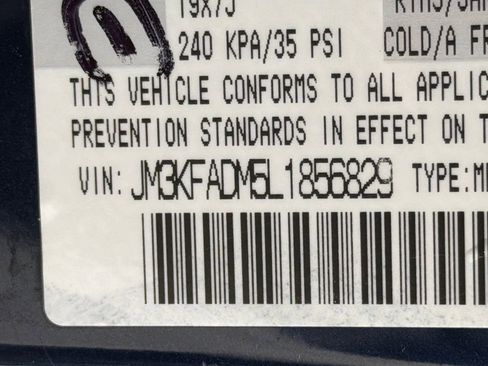 19x7J
240 KPA/35 PSI COLD/A FR
THIS VEHICLE CONFORMS TO ALL APPLIC
PREVENTION STANDARDS IN EFFECT ON T
VIN: JM3KFADM5L1856829 TYPE:M